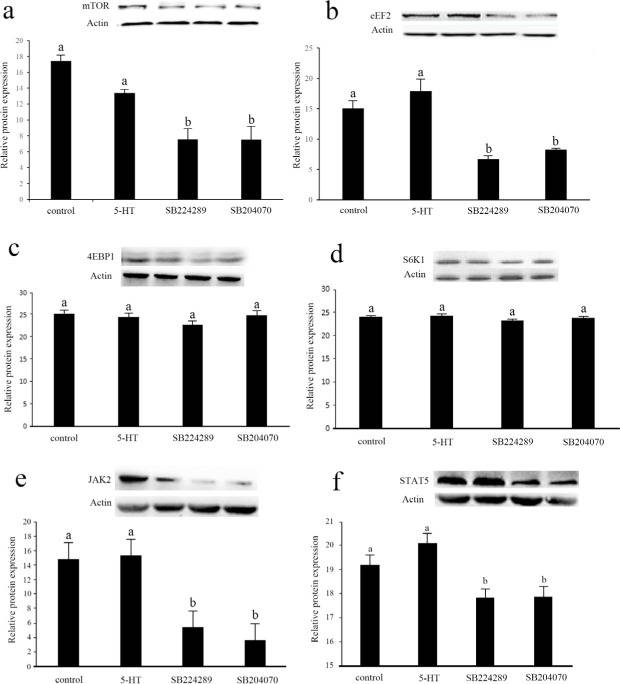 a
mTOR
Actin
Relative protein expression
20
18
16
14
12
10
8
6
4
2
0
a
a
b
b
control
5-HT
SB224289
SB204070
b
eEF2
Actin
Relative protein expression
25
20
15
10
5
0
a
a
b
b
control
5-HT
SB224289
SB204070
c
4EBP1
Actin
Relative protein expression
30
25
20
15
10
5
0
a
a
a
a
control
5-HT
SB224289
SB204070
d
S6K1
Actin
Relative protein expression
30
25
20
15
10
5
0
a
a
a
a
control
5-HT
SB224289
SB204070
e
JAK2
Actin
Relative protein expression
20
18
16
14
12
10
8
6
4
2
0
a
a
b
b
control
5-HT
SB224289
SB204070
f
STAT5
Actin
Relative protein expression
21
20
19
18
17
16
15
a
a
b
b
control
5-HT
SB224289
SB204070